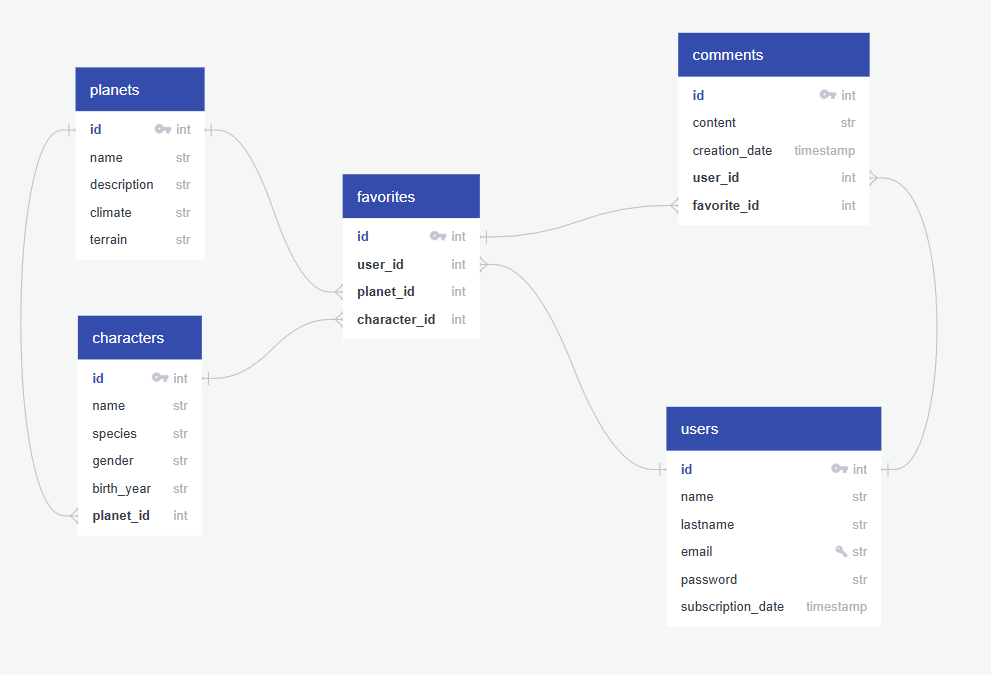 planets
id int
name str
description str
climate str
terrain str
characters
id int
name str
species str
gender str
birth_year str
planet_id int
favorites
id int
user_id int
planet_id int
character_id int
comments
id int
content str
creation_date timestamp
user_id int
favorite_id int
users
id int
name str
lastname str
email str
password str
subscription_date timestamp